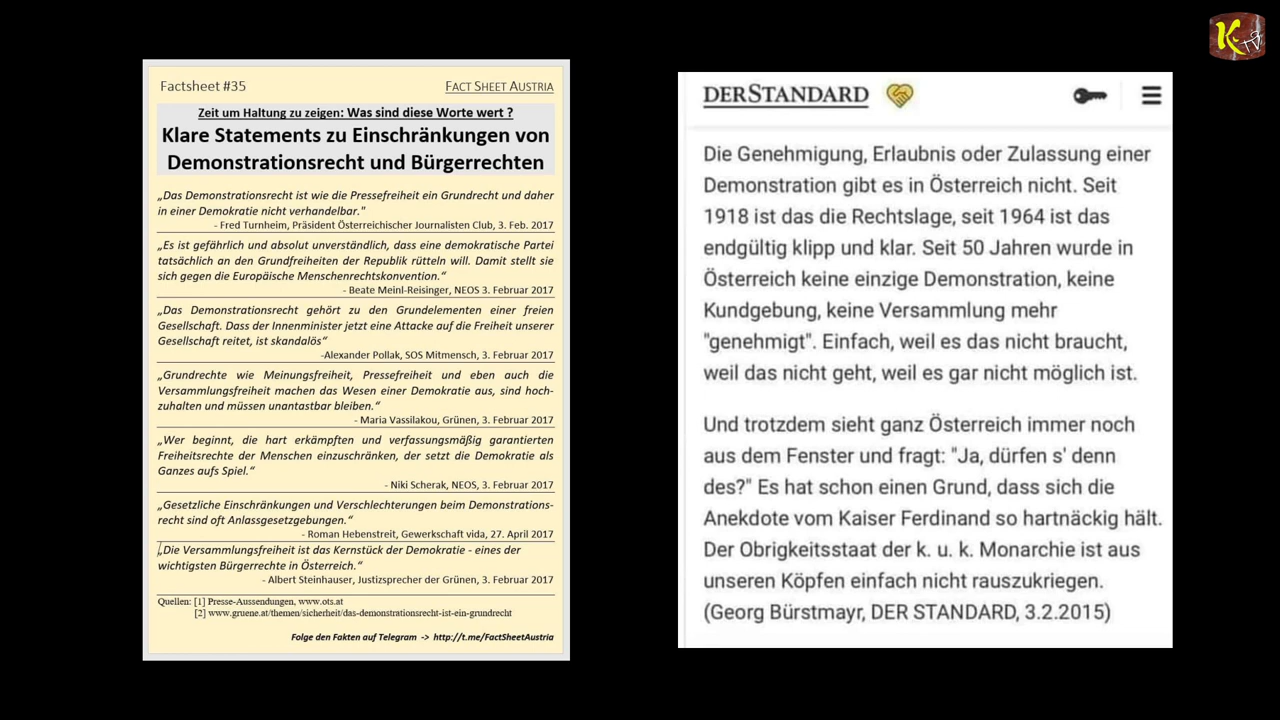 Factsheet #35
FACT SHEET AUSTRIA
Zeit um Haltung zu zeigen: Was sind diese Worte wert ?
Klare Statements zu Einschränkungen von
Demonstrationsrecht und Bürgerrechten
„Das Demonstrationsrecht ist wie die Pressefreiheit ein Grundrecht und daher
in einer Demokratie nicht verhandelbar."
- Fred Turnheim, Präsident Österreichischer Journalisten Club, 3. Feb. 2017
„Es ist gefährlich und absolut unverständlich, dass eine demokratische Partei
tatsächlich an den Grundfreiheiten der Republik rütteln will. Damit stellt sie
sich gegen die Europäische Menschenrechtskonvention.“
- Beate Meinl-Reisinger, NEOS 3. Februar 2017
„Das Demonstrationsrecht gehört zu den Grundelementen einer freien
Gesellschaft. Dass der Innenminister jetzt eine Attacke auf die Freiheit unserer
Gesellschaft reitet, ist skandalös“
-Alexander Pollak, SOS Mitmensch, 3. Februar 2017
„Grundrechte wie Meinungsfreiheit, Pressefreiheit und eben auch die
Versammlungsfreiheit machen das Wesen einer Demokratie aus, sind hoch-
zuhalten und müssen unantastbar bleiben.“
- Maria Vassilakou, Grünen, 3. Februar 2017
„Wer beginnt, die hart erkämpften und verfassungsmäßig garantierten
Freiheitsrechte der Menschen einzuschränken, der setzt die Demokratie als
Ganzes aufs Spiel.“
- Niki Scherak, NEOS, 3. Februar 2017
„Gesetzliche Einschränkungen und Verschlechterungen beim Demonstrations-
recht sind oft Anlassgesetzgebungen.“
- Roman Hebenstreit, Gewerkschaft vida, 27. April 2017
„Die Versammlungsfreiheit ist das Kernstück der Demokratie - eines der
wichtigsten Bürgerrechte in Österreich.“
- Albert Steinhauser, Justizsprecher der Grünen, 3. Februar 2017
Quellen: [1] Presse-Aussendungen, www.ots.at
[2] www.gruene.at/themen/sicherheit/das-demonstrationsrecht-ist-ein-grundrecht
Folge den Fakten auf Telegram -> http://t.me/FactSheetAustria
DERSTANDARD
Die Genehmigung, Erlaubnis oder Zulassung einer
Demonstration gibt es in Österreich nicht. Seit
1918 ist das die Rechtslage, seit 1964 ist das
endgültig klipp und klar. Seit 50 Jahren wurde in
Österreich keine einzige Demonstration, keine
Kundgebung, keine Versammlung mehr
"genehmigt". Einfach, weil es das nicht braucht,
weil das nicht geht, weil es gar nicht möglich ist.
Und trotzdem sieht ganz Österreich immer noch
aus dem Fenster und fragt: "Ja, dürfen s' denn
des?" Es hat schon einen Grund, dass sich die
Anekdote vom Kaiser Ferdinand so hartnäckig hält.
Der Obrigkeitsstaat der k. u. k. Monarchie ist aus
unseren Köpfen einfach nicht rauszukriegen.
(Georg Bürstmayr, DER STANDARD, 3.2.2015)